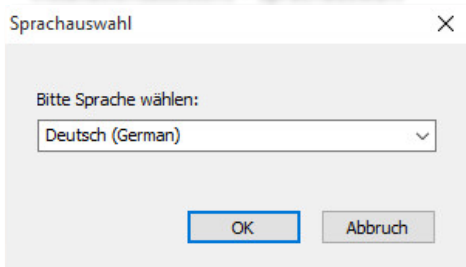 Sprachauswahl
Bitte Sprache wählen:
Deutsch (German)
OK Abbruch